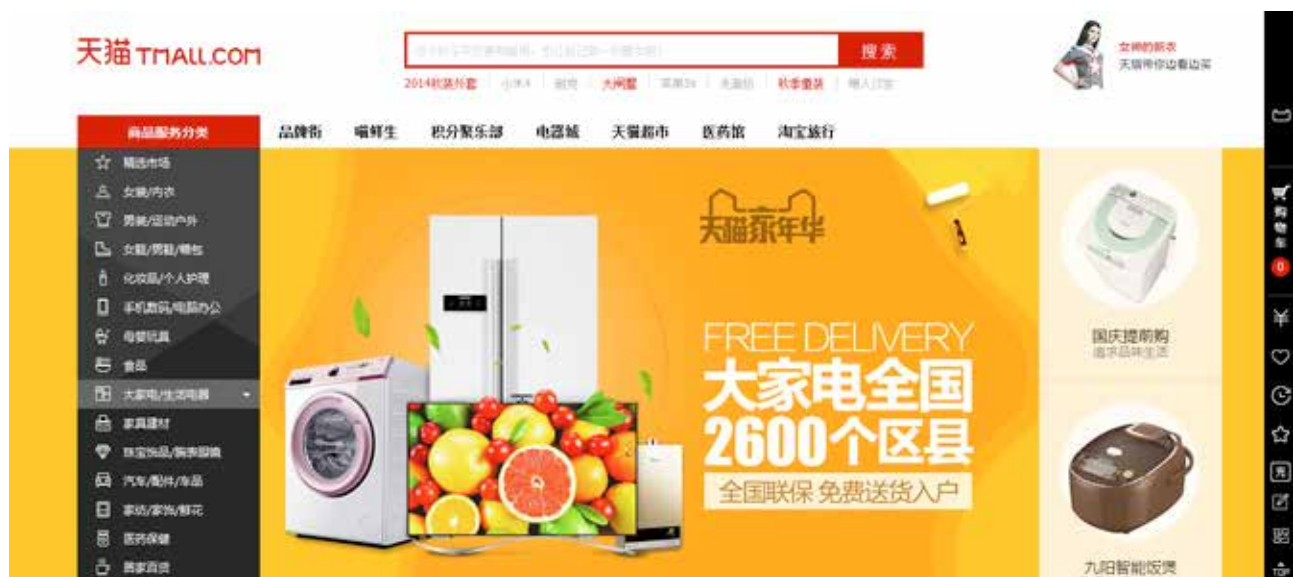 天猫 TMALL.COM
搜索
女神的新衣
天猫带你边看边买
2014秋装外套
大闸蟹
秋季童装
商品服务分类
品牌街 喵鲜生 积分聚乐部 电器城 天猫超市 医药馆 淘宝旅行
精选市场
女装/内衣
男装/运动户外
女鞋/男鞋/箱包
化妆品/个人护理
手机数码/电脑办公
母婴玩具
食品
大家电/生活电器
家具建材
珠宝饰品/腕表眼镜
汽车/配件/车品
家纺/家饰/鲜花
医药保健
居家百货
天猫家年华
FREE DELIVERY
大家电全国
2600个区县
全国联保 免费送货入户
国庆提前购
追求品味生活
九阳智能饭煲
购物车
0
TOP